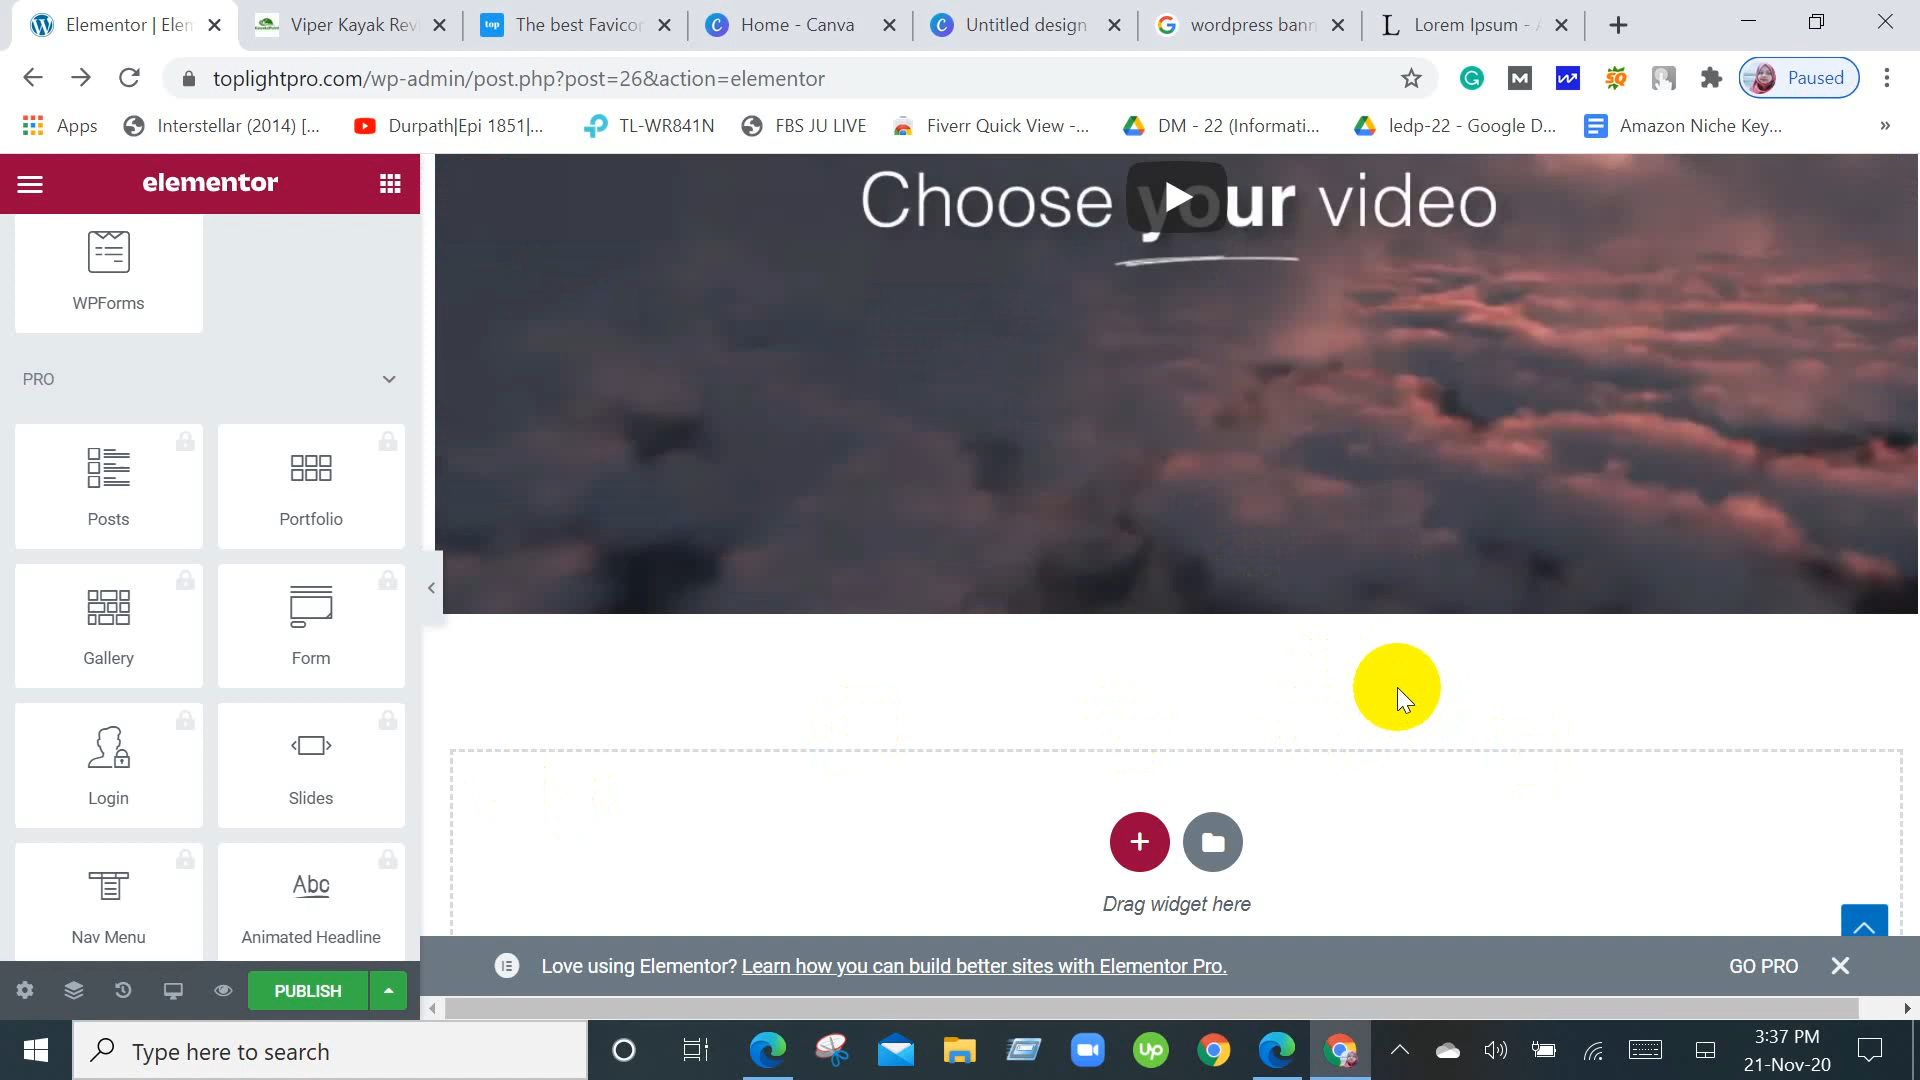 Elementor | Elen
Viper Kayak Rev
The best Favicon
Home - Canva
Untitled design
wordpress bann
Lorem Ipsum - A
toplightpro.com/wp-admin/post.php?post=26&action=elementor
Paused
Apps
Interstellar (2014) [...
Durpath|Epi 1851|...
TL-WR841N
FBS JU LIVE
Fiverr Quick View -...
DM - 22 (Informati...
ledp-22 - Google D...
Amazon Niche Key...
»
elementor
Choose your video
WPForms
PRO
Posts
Portfolio
Gallery
Form
Login
Slides
Abc
Nav Menu
Animated Headline
Drag widget here
Love using Elementor? Learn how you can build better sites with Elementor Pro.
GO PRO
PUBLISH
Type here to search
3:37 PM
21-Nov-20